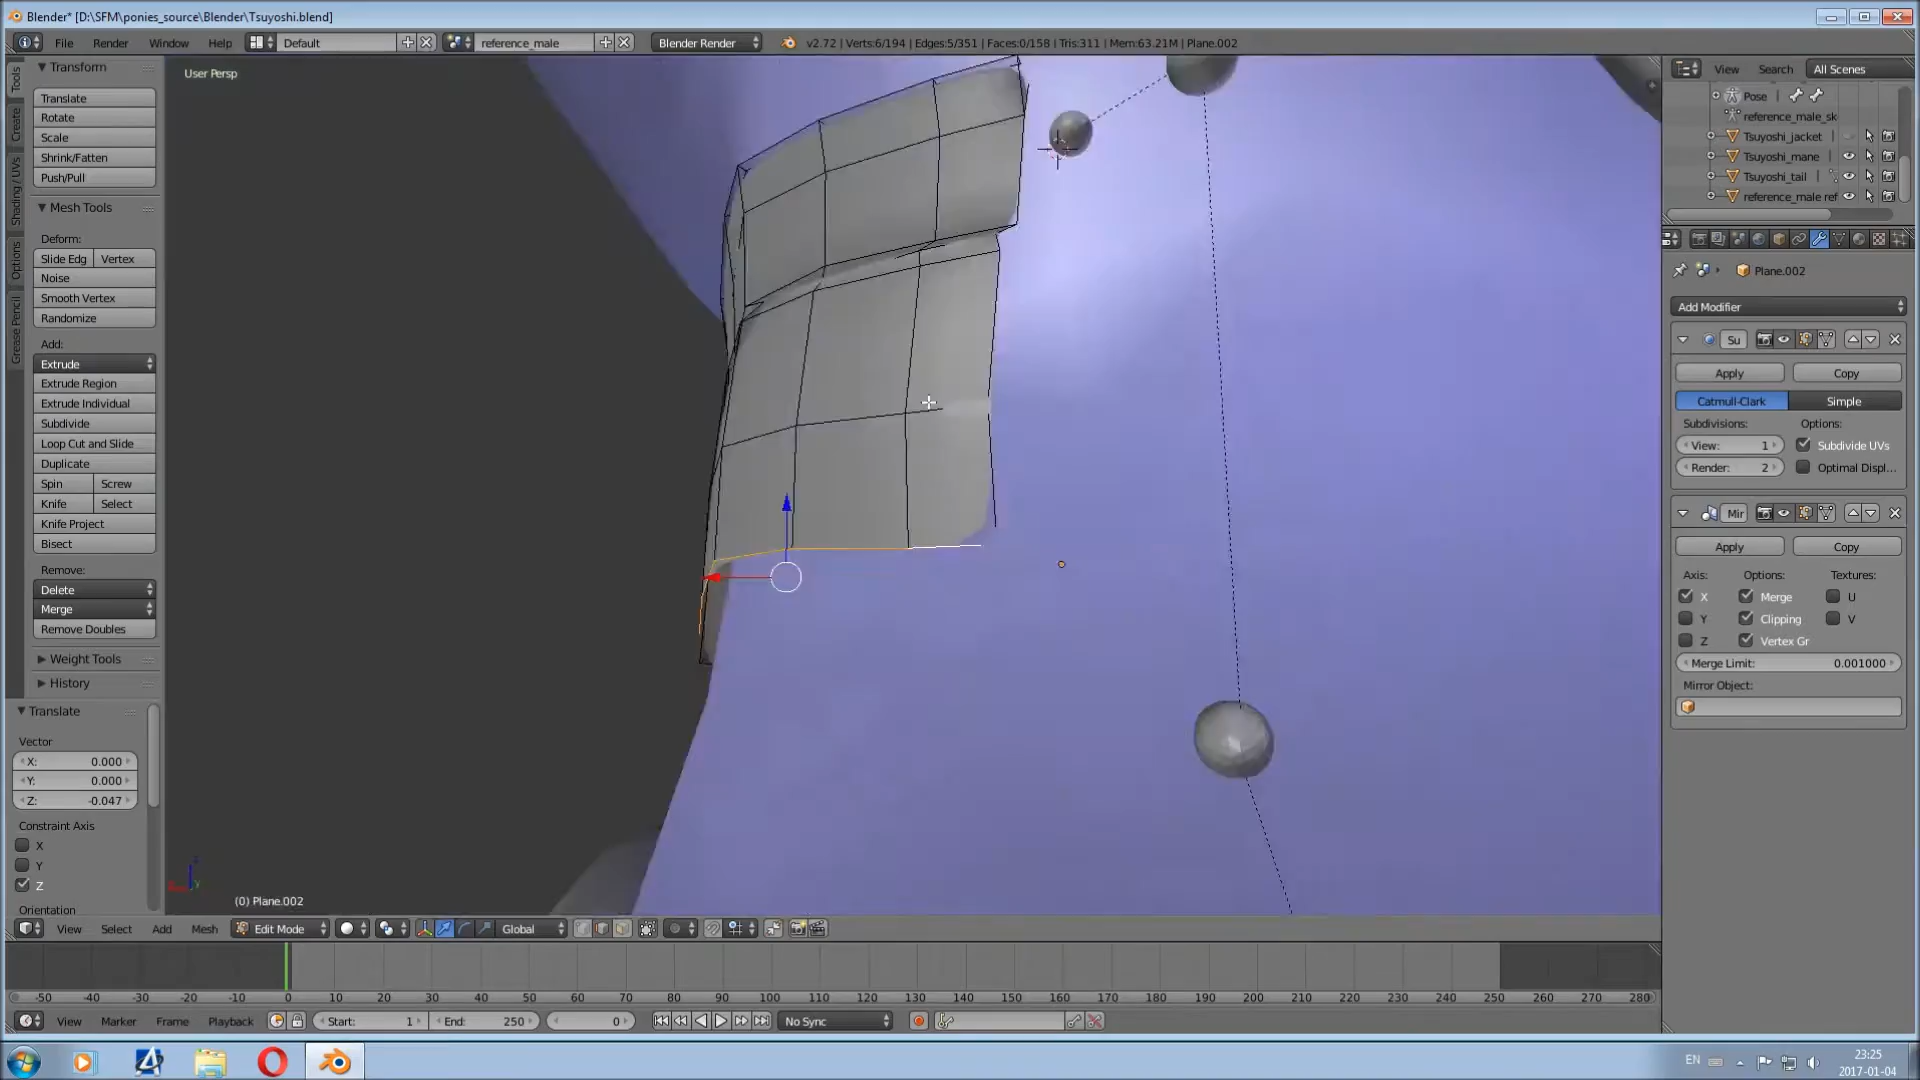 Blender* [D:\SFM\ponies_source\Blender\Tsuyoshi.blend]
File Render Window Help Default reference_male Blender Render v2.72 | Verts:6/194 | Edges:5/351 | Faces:0/158 | Tris:311 | Mem:63.21M | Plane.002
Tools
Create
Shading / UVs
Options
Grease Pencil
Transform
Translate
Rotate
Scale
Shrink/Fatten
Push/Pull
Mesh Tools
Deform:
Slide Edg Vertex
Noise
Smooth Vertex
Randomize
Add:
Extrude
Extrude Region
Extrude Individual
Subdivide
Loop Cut and Slide
Duplicate
Spin Screw
Knife Select
Knife Project
Bisect
Remove:
Delete
Merge
Remove Doubles
Weight Tools
History
Translate
Vector
X: 0.000
Y: 0.000
Z: -0.047
Constraint Axis
X
Y
Z
Orientation
User Persp
(0) Plane.002
View Select Add Mesh Edit Mode Global
-50 -40 -30 -20 -10 0 10 20 30 40 50 60 70 80 90 100 110 120 130 140 150 160 170 180 190 200 210 220 230 240 250 260 270 280
View Marker Frame Playback Start: 1 End: 250 0 No Sync
View Search All Scenes
Pose |
reference_male_sk
Tsuyoshi_jacket
Tsuyoshi_mane
Tsuyoshi_tail
reference_male ref
Plane.002
Add Modifier
Su
Apply Copy
Catmull-Clark Simple
Subdivisions: Options:
View: 1 Subdivide UVs
Render: 2 Optimal Displ...
Mir
Apply Copy
Axis: Options: Textures:
X Merge U
Y Clipping V
Z Vertex Gr
Merge Limit: 0.001000
Mirror Object:
EN
23:25
2017-01-04